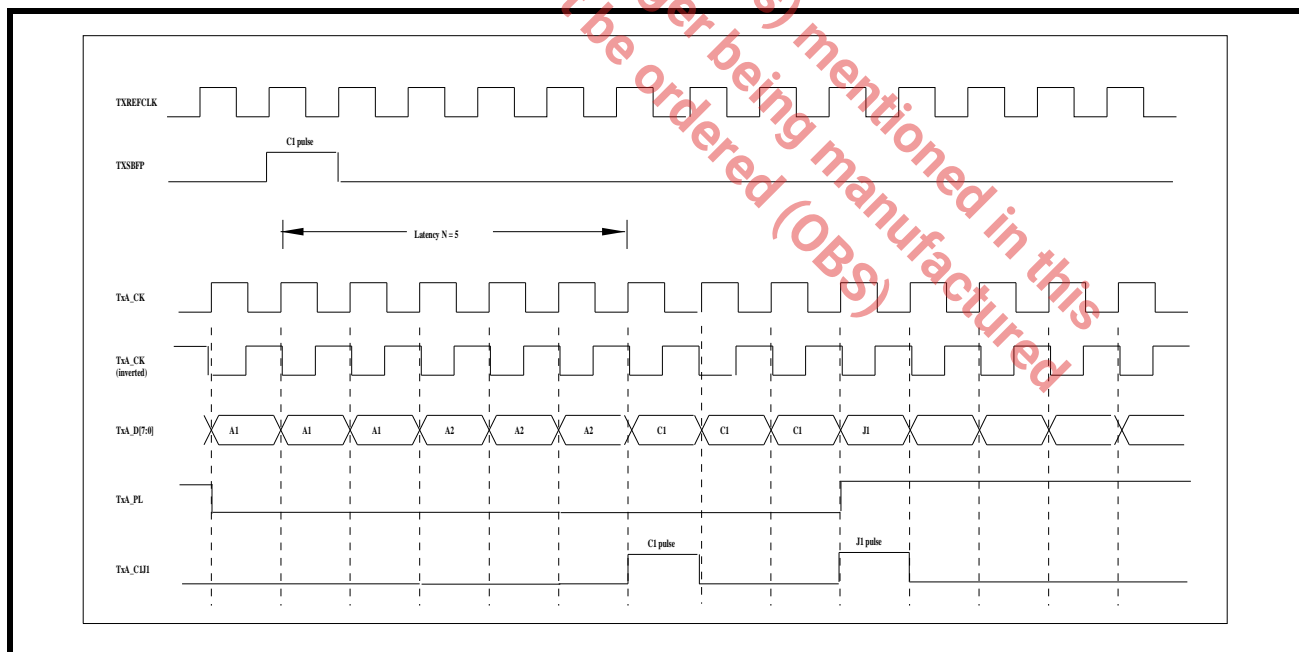 s) mentioned in this
ger being manufactured
t be ordered (OBS)
TXREFCLK
C1 pulse
TXSBFP
Latency N = 5
TxA_CK
TxA_CK
(inverted)
TxA_D[7:0]
A1 A1 A1 A2 A2 A2 C1 C1 C1 J1
TxA_PL
C1 pulse
J1 pulse
TxA_C1J1